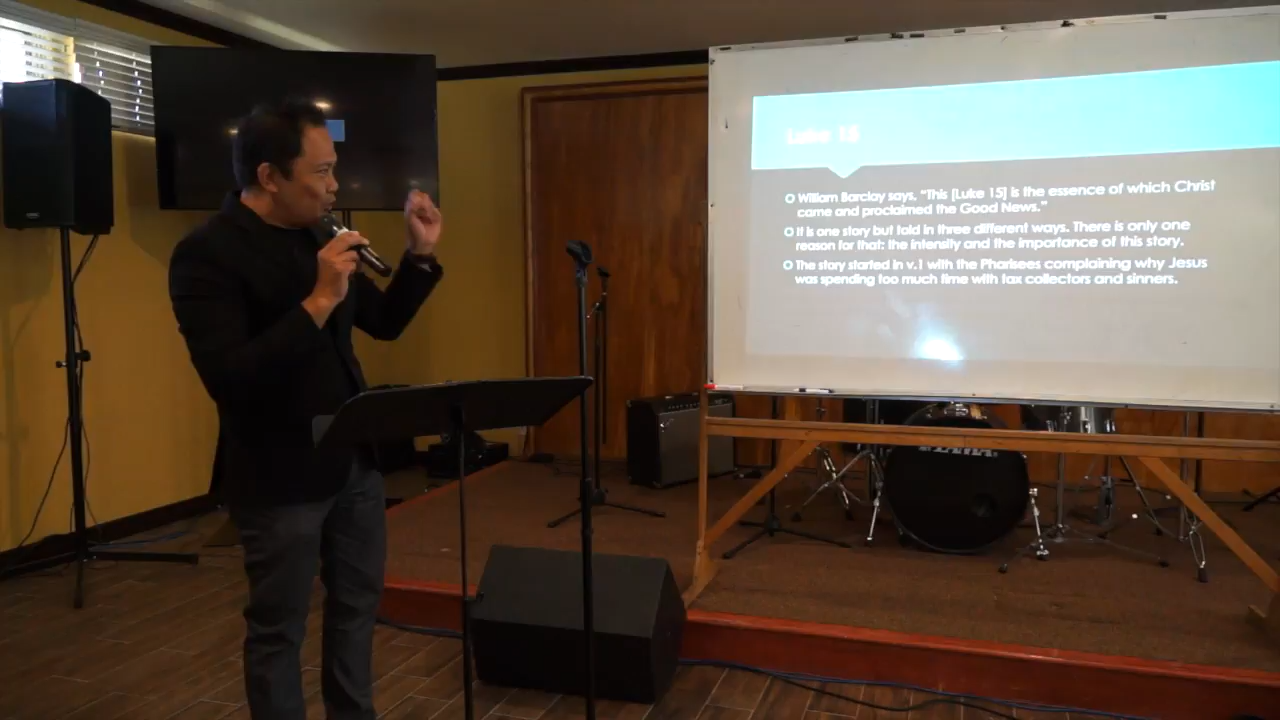 Luke 15
William Barclay says, “This [Luke 15] is the essence of which Christ
came and proclaimed the Good News.”
It is one story but told in three different ways. There is only one
reason for that: the intensity and the importance of this story.
The story started in v.1 with the Pharisees complaining why Jesus
was spending too much time with tax collectors and sinners.
TAMA